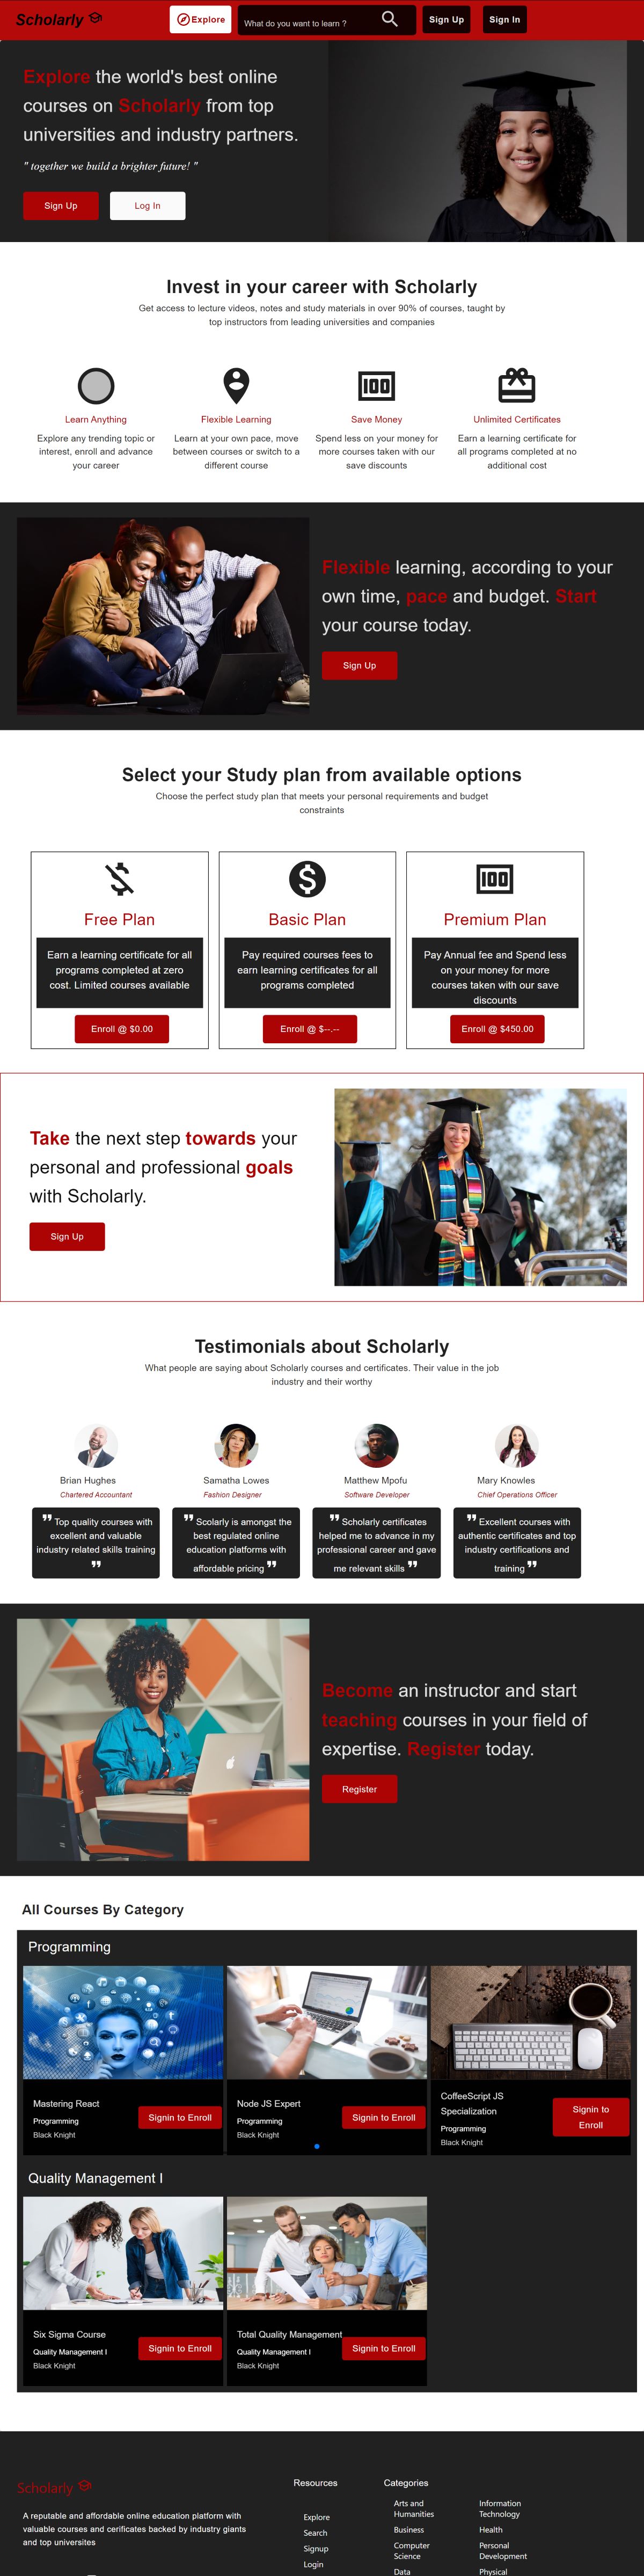 Scholarly
Explore
What do you want to learn ?
Sign Up
Sign In
Explore the world's best online
courses on Scholarly from top
universities and industry partners.
" together we build a brighter future! "
Sign Up
Log In
Invest in your career with Scholarly
Get access to lecture videos, notes and study materials in over 90% of courses, taught by
top instructors from leading universities and companies
Learn Anything
Explore any trending topic or
interest, enroll and advance
your career
Flexible Learning
Learn at your own pace, move
between courses or switch to a
different course
100
Save Money
Spend less on your money for
more courses taken with our
save discounts
Unlimited Certificates
Earn a learning certificate for
all programs completed at no
additional cost
Flexible learning, according to your
own time, pace and budget. Start
your course today.
Sign Up
Select your Study plan from available options
Choose the perfect study plan that meets your personal requirements and budget
constraints
Free Plan
Earn a learning certificate for all
programs completed at zero
cost. Limited courses available
Enroll @ $0.00
$
Basic Plan
Pay required courses fees to
earn learning certificates for all
programs completed
Enroll @ $--.--
100
Premium Plan
Pay Annual fee and Spend less
on your money for more
courses taken with our save
discounts
Enroll @ $450.00
Take the next step towards your
personal and professional goals
with Scholarly.
Sign Up
Testimonials about Scholarly
What people are saying about Scholarly courses and certificates. Their value in the job
industry and their worthy
Brian Hughes
Chartered Accountant
" Top quality courses with
excellent and valuable
industry related skills training
"
Samatha Lowes
Fashion Designer
" Scolarly is amongst the
best regulated online
education platforms with
affordable pricing "
Matthew Mpofu
Software Developer
" Scholarly certificates
helped me to advance in my
professional career and gave
me relevant skills "
Mary Knowles
Chief Operations Officer
" Excellent courses with
authentic certificates and top
industry certifications and
training "
Become an instructor and start
teaching courses in your field of
expertise. Register today.
Register
All Courses By Category
Programming
Mastering React
Programming
Black Knight
Signin to Enroll
Node JS Expert
Programming
Black Knight
Signin to Enroll
CoffeeScript JS
Specialization
Programming
Black Knight
Signin to
Enroll
Quality Management I
Six Sigma Course
Quality Management I
Black Knight
Signin to Enroll
Total Quality Management
Quality Management I
Black Knight
Signin to Enroll
Scholarly
A reputable and affordable online education platform with
valuable courses and cerificates backed by industry giants
and top universites
Resources
Explore
Search
Signup
Login
Categories
Arts and
Humanities
Business
Computer
Science
Data
Information
Technology
Health
Personal
Development
Physical